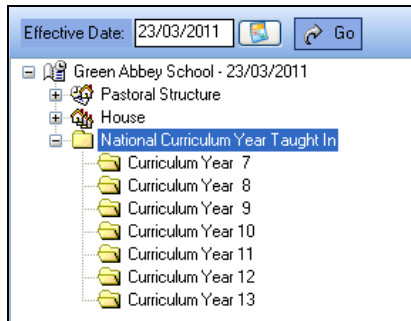 Effective Date: 23/03/2011 Go
Green Abbey School - 23/03/2011
Pastoral Structure
House
National Curriculum Year Taught In
Curriculum Year 7
Curriculum Year 8
Curriculum Year 9
Curriculum Year 10
Curriculum Year 11
Curriculum Year 12
Curriculum Year 13